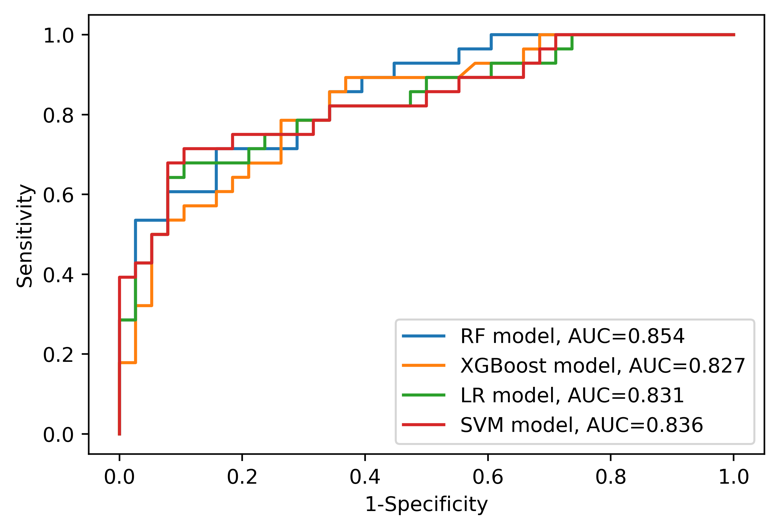 1.0
0.8
0.6
0.4
0.2
0.0
Sensitivity
RF model, AUC=0.854
XGBoost model, AUC=0.827
LR model, AUC=0.831
SVM model, AUC=0.836
0.0 0.2 0.4 0.6 0.8 1.0
1-Specificity